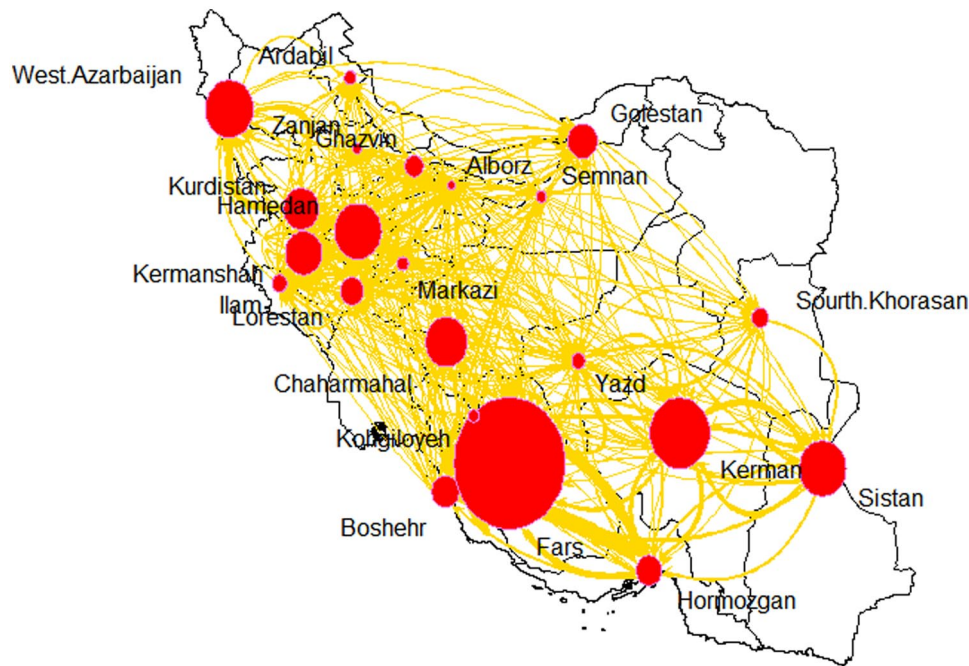 Ardabil
West.Azarbaijan
Golestan
Zanjan
Ghazvin
Alborz
Semnan
Kurdistan
Hamedan
Kermanshah
Markazi
Sourth.Khorasan
Ilam
Lorestan
Chaharmahal
Yazd
Kohgiloyeh
Kerman
Sistan
Boshehr
Fars
Hormozgan